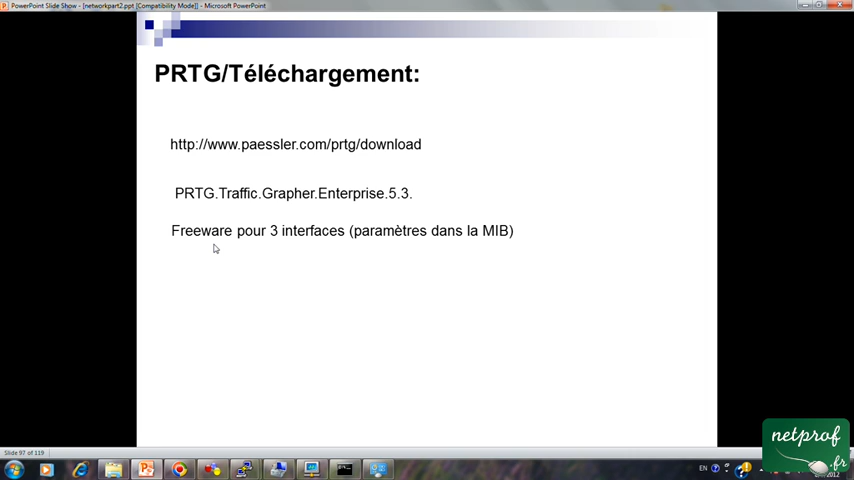 PowerPoint Slide Show - [networkpart2.ppt [Compatibility Mode]] - Microsoft PowerPoint
PRTG/Téléchargement:
http://www.paessler.com/prtg/download
PRTG.Traffic.Grapher.Enterprise.5.3.
Freeware pour 3 interfaces (paramètres dans la MIB)
netprof
.fr
Slide 97 of 119
EN